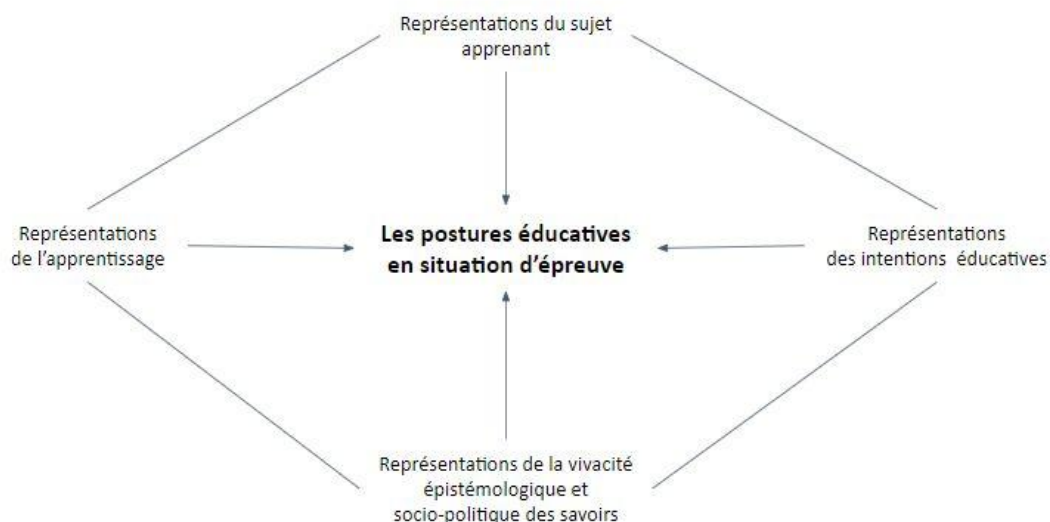 Représentations du sujet
apprenant
Représentations
de l'apprentissage
Les postures éducatives
en situation d'épreuve
Représentations
des intentions éducatives
Représentations de la vivacité
épistémologique et
socio-politique des savoirs